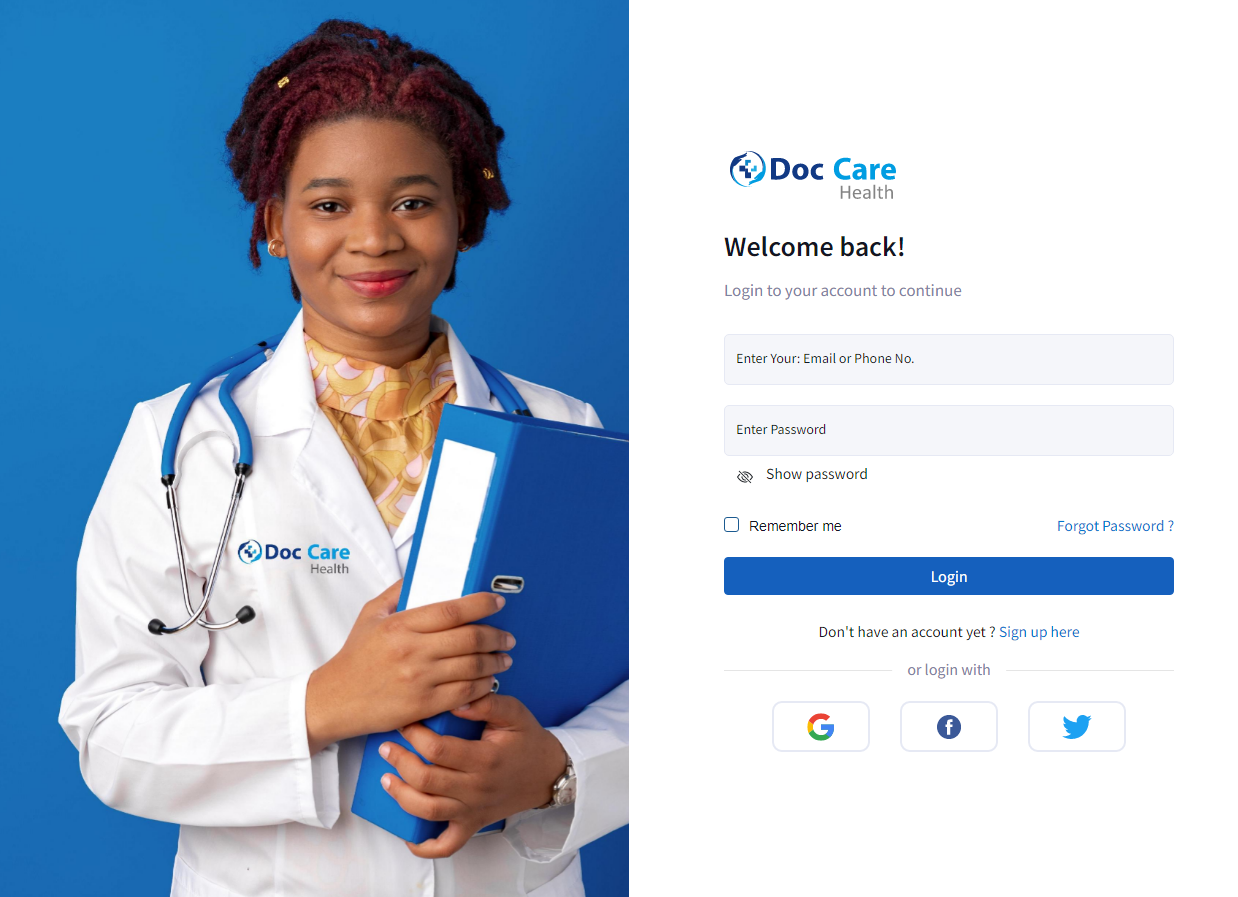 Doc Care
Health
Doc Care
Health
Welcome back!
Login to your account to continue
Enter Your: Email or Phone No.
Enter Password
Show password
Remember me
Forgot Password ?
Login
Don't have an account yet ? Sign up here
or login with